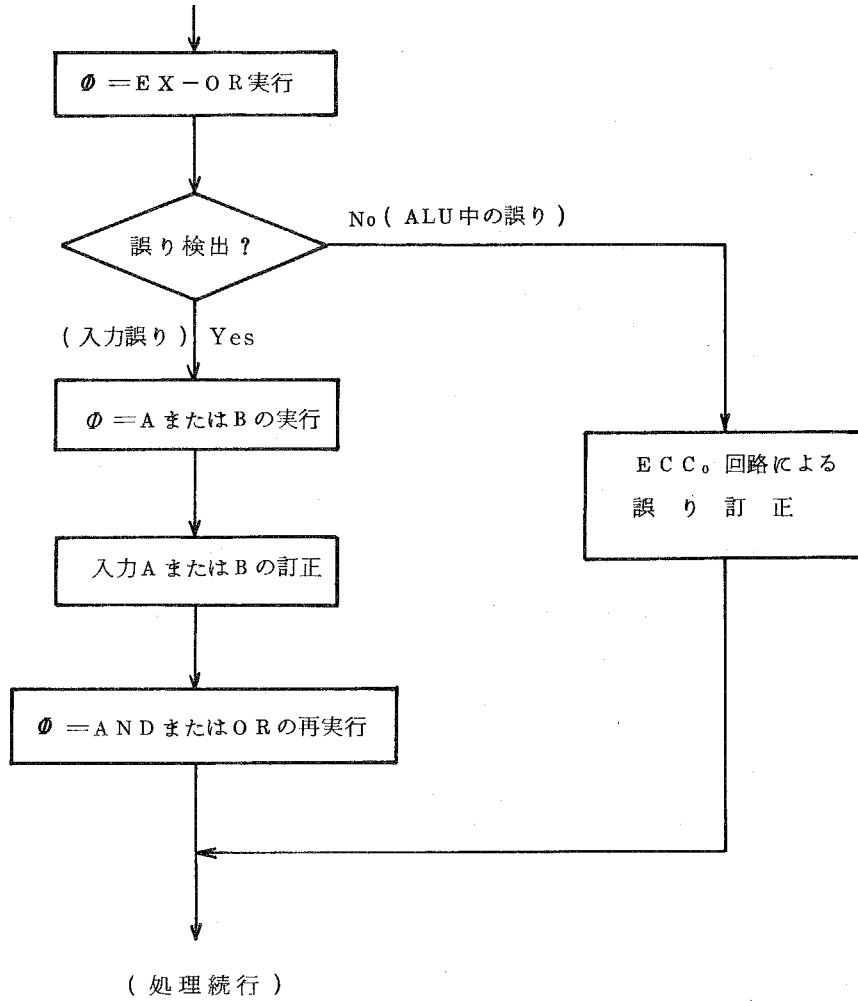 Φ＝EX－OR実行
誤り検出？
No（ALU中の誤り）
（入力誤り）Yes
Φ＝AまたはBの実行
ECC₀回路による
誤り訂正
入力AまたはBの訂正
Φ＝ANDまたはORの再実行
（処理続行）